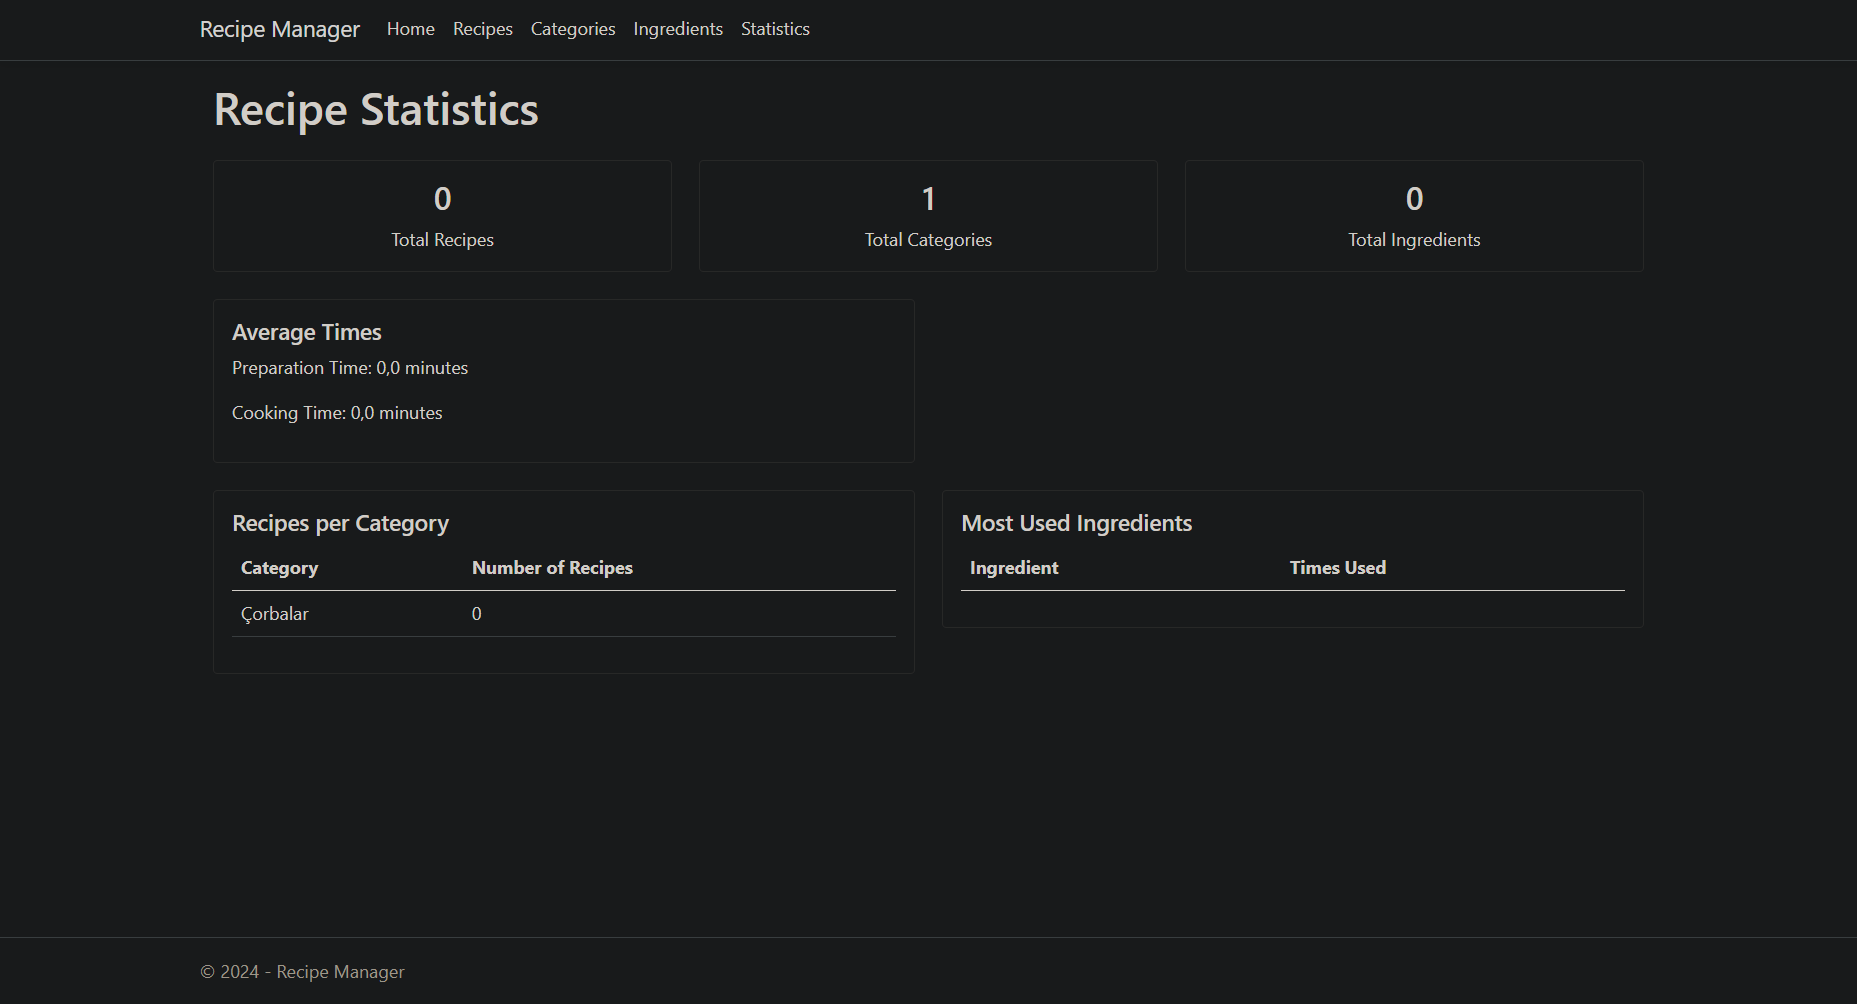 Recipe Manager Home Recipes Categories Ingredients Statistics
Recipe Statistics
0
Total Recipes
1
Total Categories
0
Total Ingredients
Average Times
Preparation Time: 0,0 minutes
Cooking Time: 0,0 minutes
Recipes per Category
Category Number of Recipes
Çorbalar 0
Most Used Ingredients
Ingredient Times Used
© 2024 - Recipe Manager